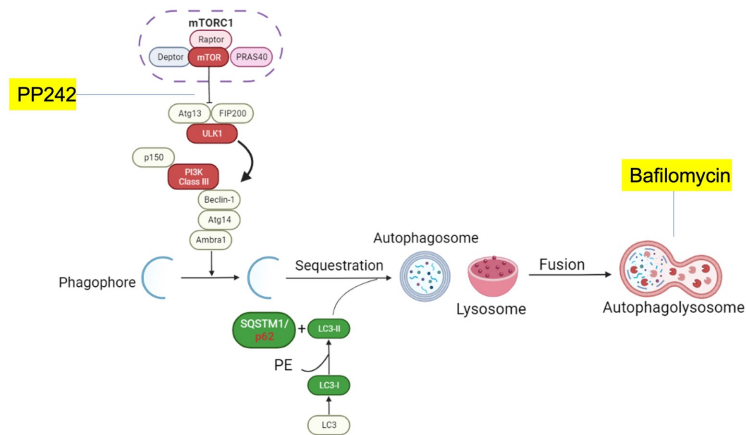 mTORC1
Raptor
Deptor
mTOR
PRAS40
PP242
Atg13
FIP200
ULK1
p150
PI3K
Class III
Beclin-1
Atg14
Ambra1
Bafilomycin
Phagophore
Sequestration
Autophagosome
Lysosome
Fusion
Autophagolysosome
SQSTM1/
p62
+
LC3-II
PE
LC3-I
LC3